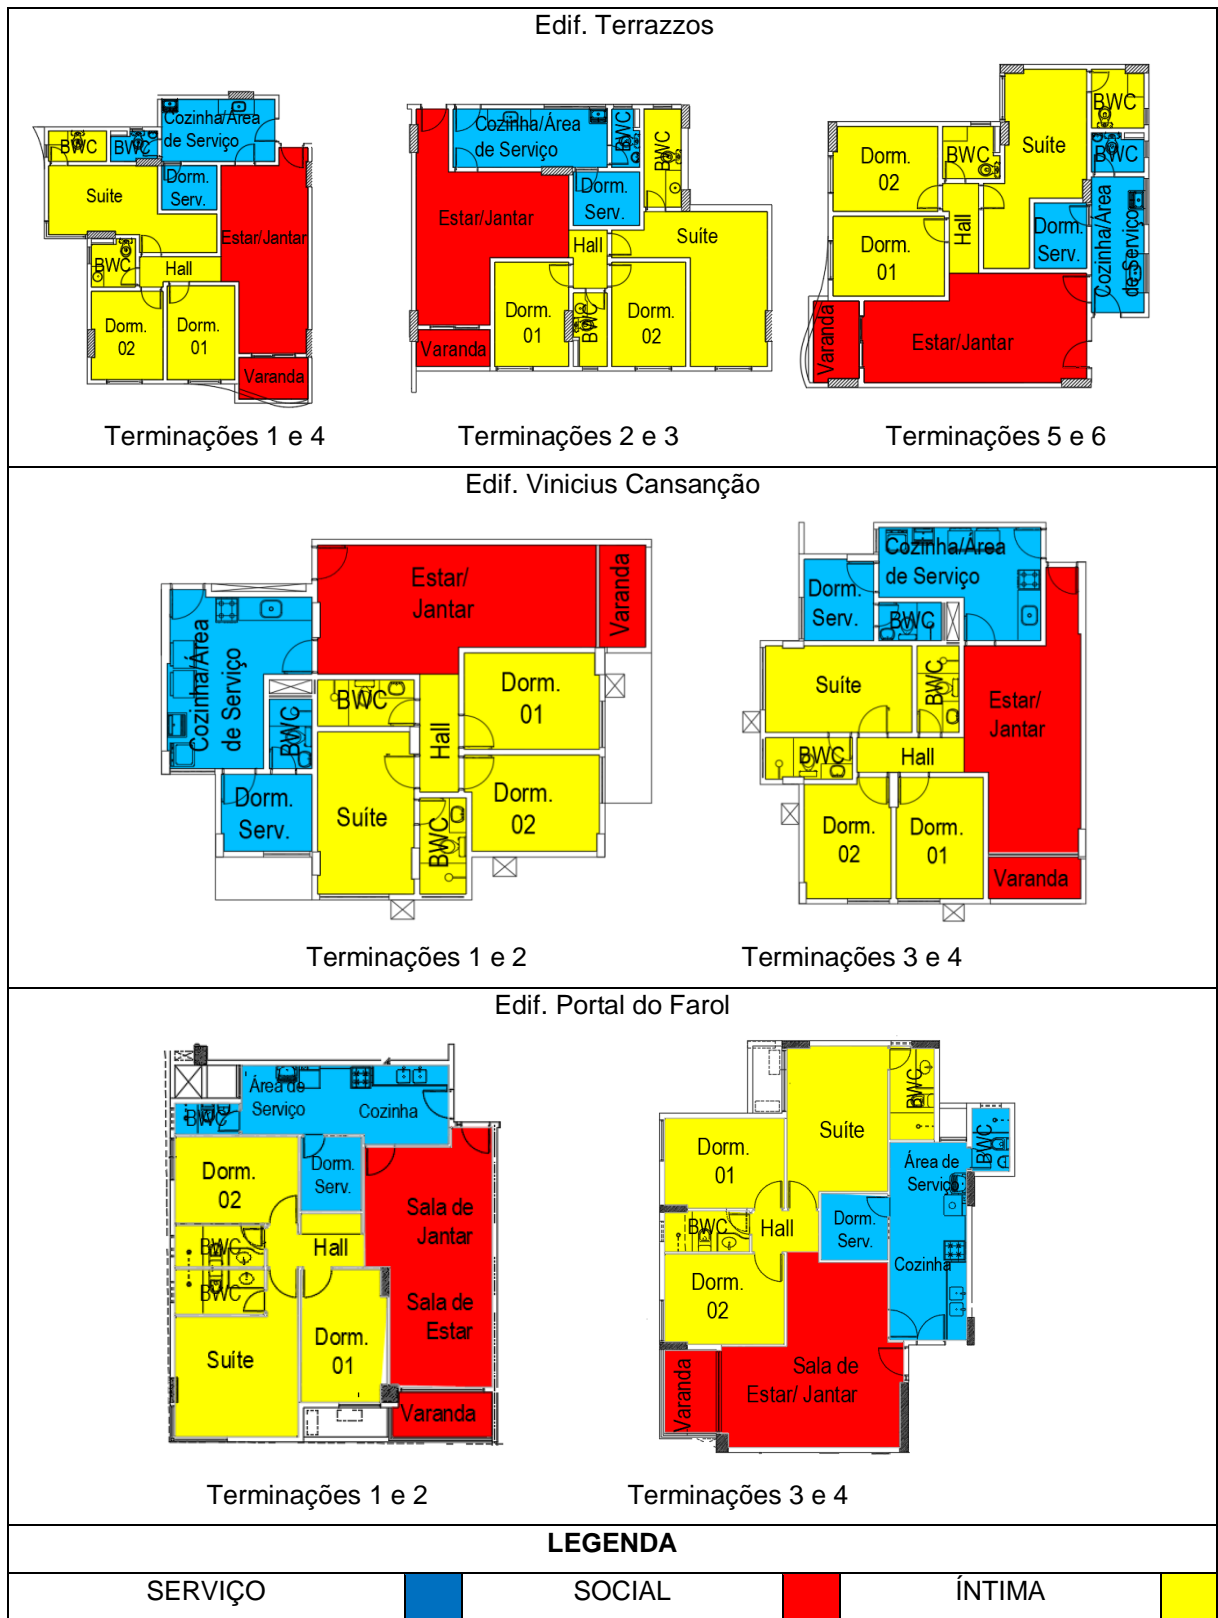 Edif. Terrazzos
Cozinha/Área
de Serviço
BWC
BWC
Dorm.
Serv.
Suíte
Estar/Jantar
BWC
Hall
Dorm.
02
Dorm.
01
Varanda
Terminações 1 e 4
Cozinha/Área
de Serviço
BWC
BWC
Dorm.
Serv.
Estar/Jantar
Hall
Suíte
Dorm.
01
BWC
Dorm.
02
Varanda
Terminações 2 e 3
BWC
Dorm.
02
BWC
Suíte
BWC
Dorm.
01
Hall
Dorm.
Serv.
Cozinha/Área
de Serviço
Varanda
Estar/Jantar
Terminações 5 e 6
Edif. Vinicius Cansanção
Estar/
Jantar
Varanda
Cozinha/Área
de Serviço
BWC
BWC
Hall
Dorm.
01
Dorm.
Serv.
Suíte
BWC
Dorm.
02
Terminações 1 e 2
Cozinha/Área
de Serviço
Dorm.
Serv.
BWC
Suíte
BWC
Estar/
Jantar
BWC
Hall
Dorm.
02
Dorm.
01
Varanda
Terminações 3 e 4
Edif. Portal do Farol
Área de
Serviço
Cozinha
BWC
Dorm.
02
Dorm.
Serv.
Sala de
Jantar
BWC
Hall
BWC
Sala de
Estar
Suíte
Dorm.
01
Varanda
Terminações 1 e 2
BWC
Suíte
BWC
Dorm.
01
Área de
Serviço
BWC
Hall
Dorm.
Serv.
Cozinha
Dorm.
02
Varanda
Sala de
Estar/ Jantar
Terminações 3 e 4
LEGENDA
SERVIÇO
SOCIAL
ÍNTIMA